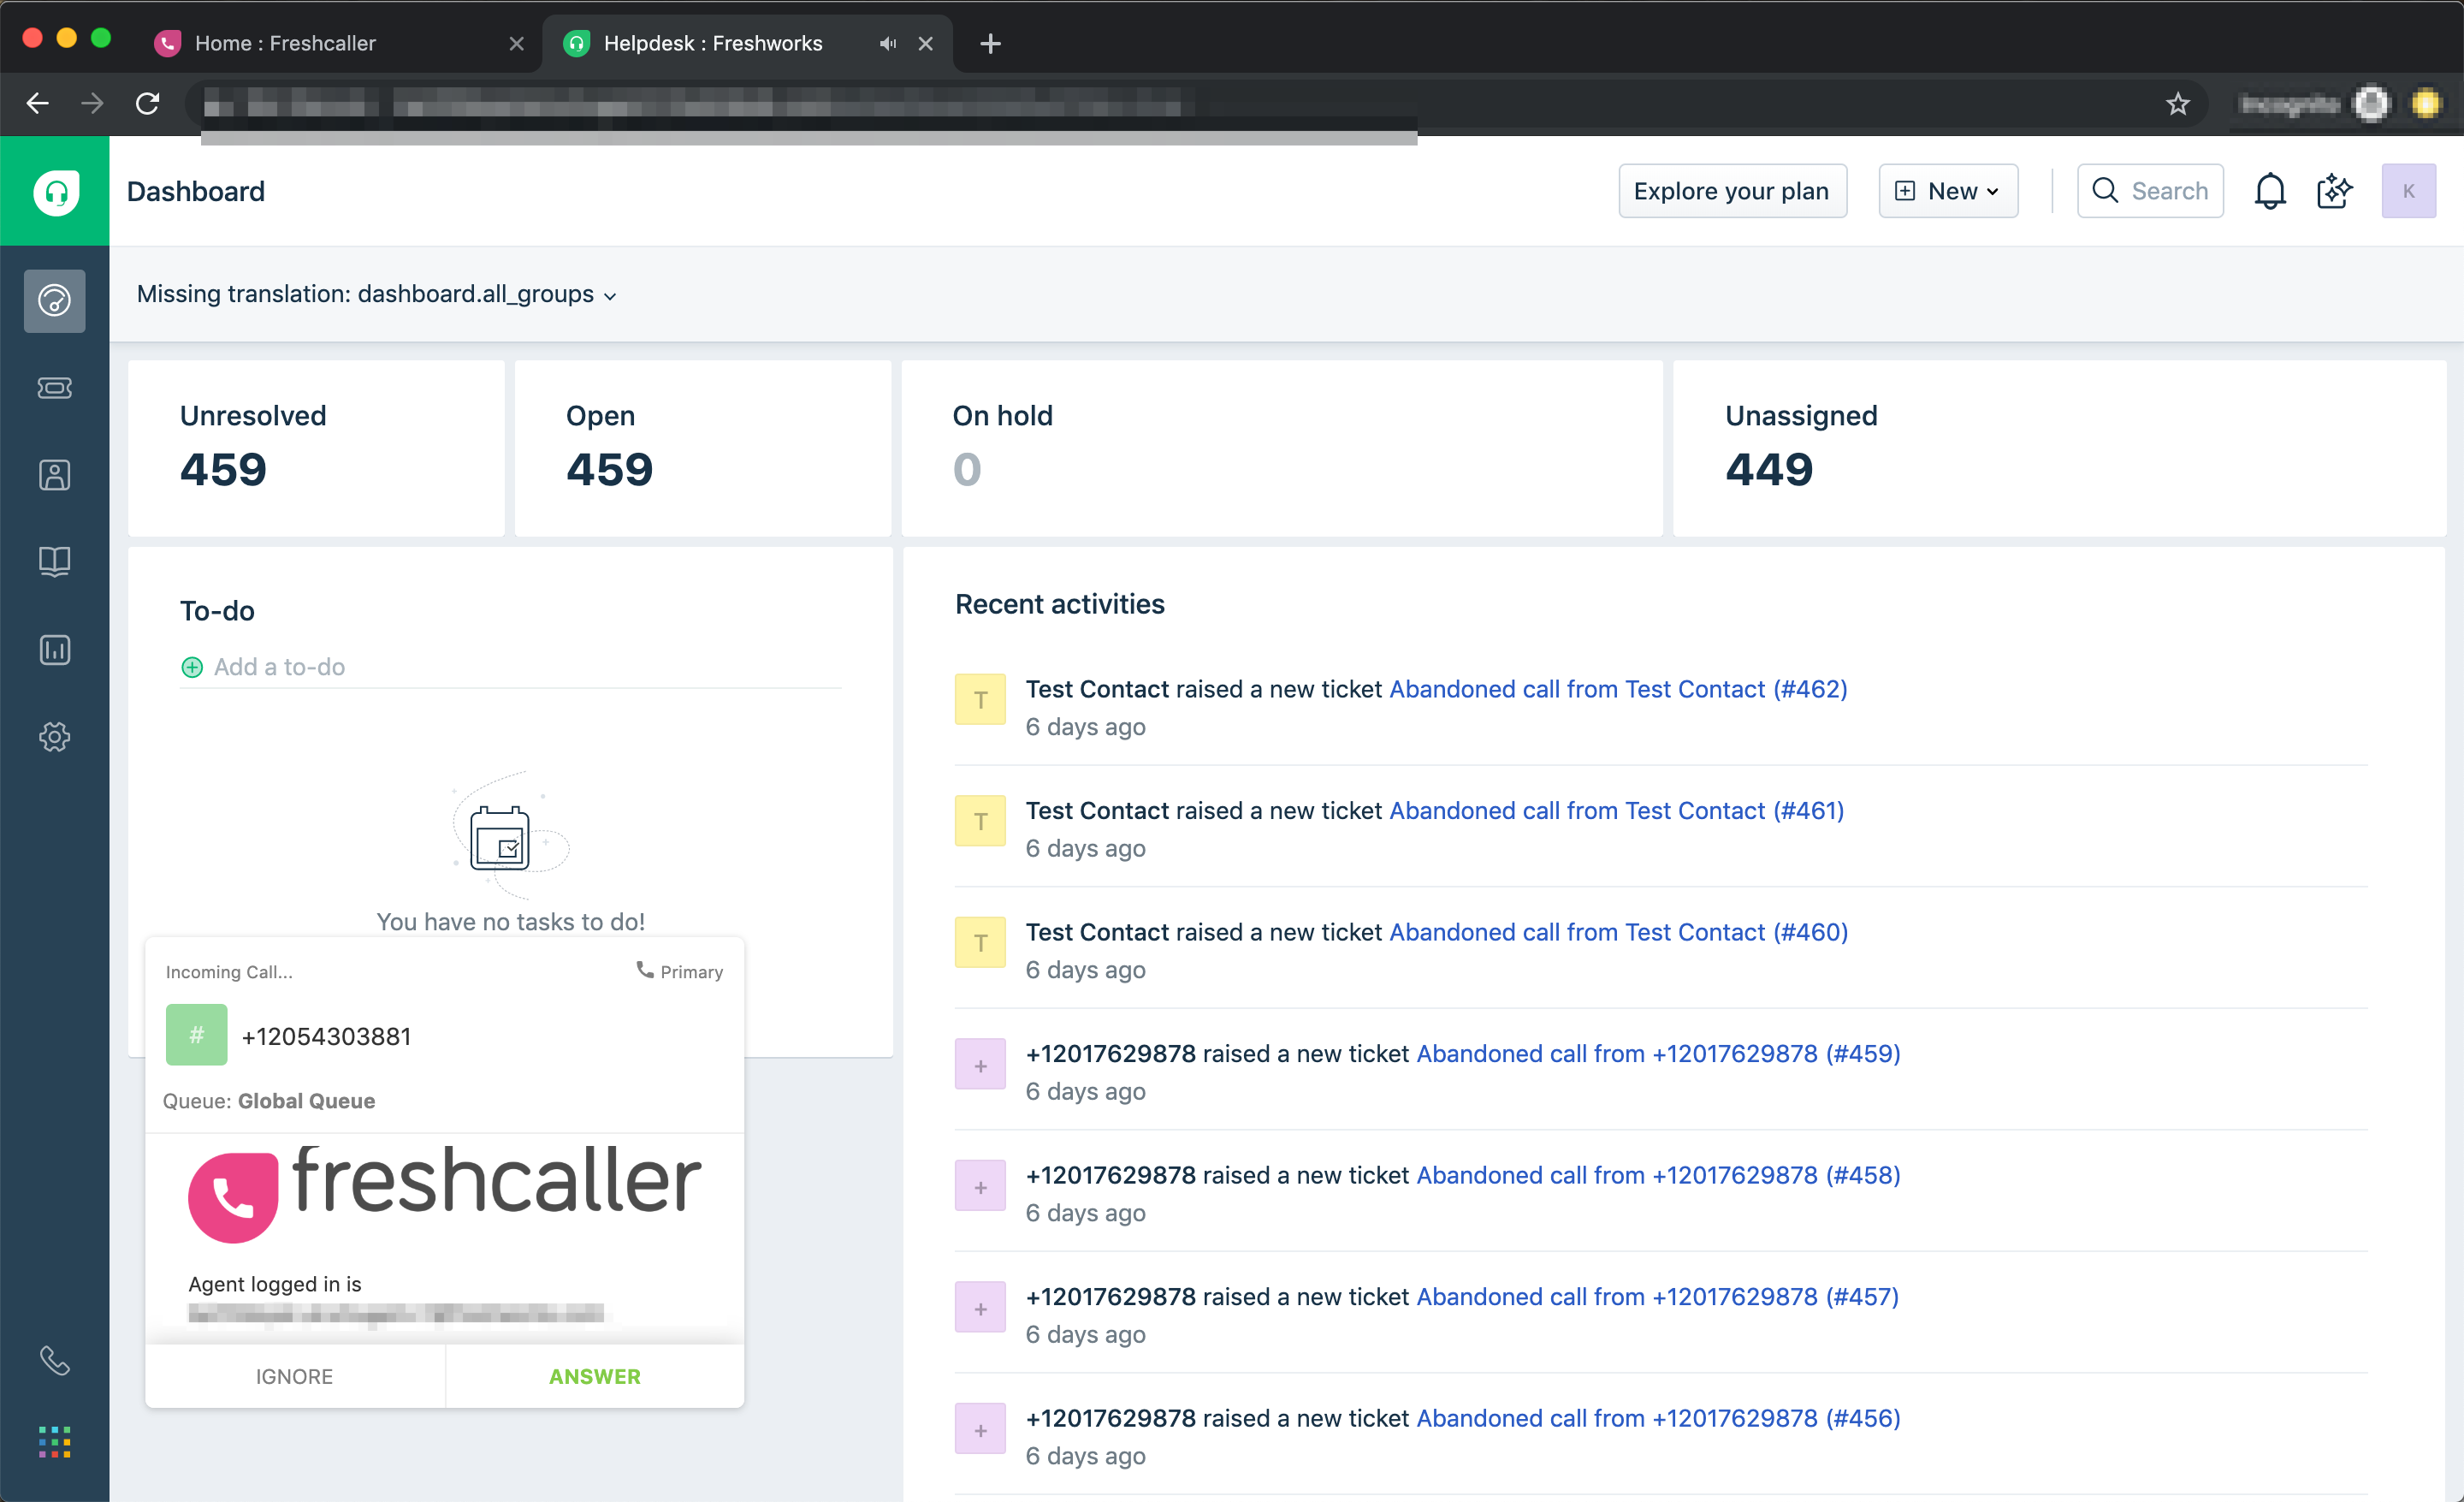 Home : Freshcaller
Helpdesk : Freshworks
Dashboard
Explore your plan
New
Search
K
Missing translation: dashboard.all_groups
Unresolved
459
Open
459
On hold
0
Unassigned
449
To-do
Add a to-do
You have no tasks to do!
Incoming Call...
Primary
#
+12054303881
Queue: Global Queue
freshcaller
Agent logged in is
IGNORE
ANSWER
Recent activities
T
Test Contact raised a new ticket Abandoned call from Test Contact (#462)
6 days ago
T
Test Contact raised a new ticket Abandoned call from Test Contact (#461)
6 days ago
T
Test Contact raised a new ticket Abandoned call from Test Contact (#460)
6 days ago
+
+12017629878 raised a new ticket Abandoned call from +12017629878 (#459)
6 days ago
+
+12017629878 raised a new ticket Abandoned call from +12017629878 (#458)
6 days ago
+
+12017629878 raised a new ticket Abandoned call from +12017629878 (#457)
6 days ago
+
+12017629878 raised a new ticket Abandoned call from +12017629878 (#456)
6 days ago